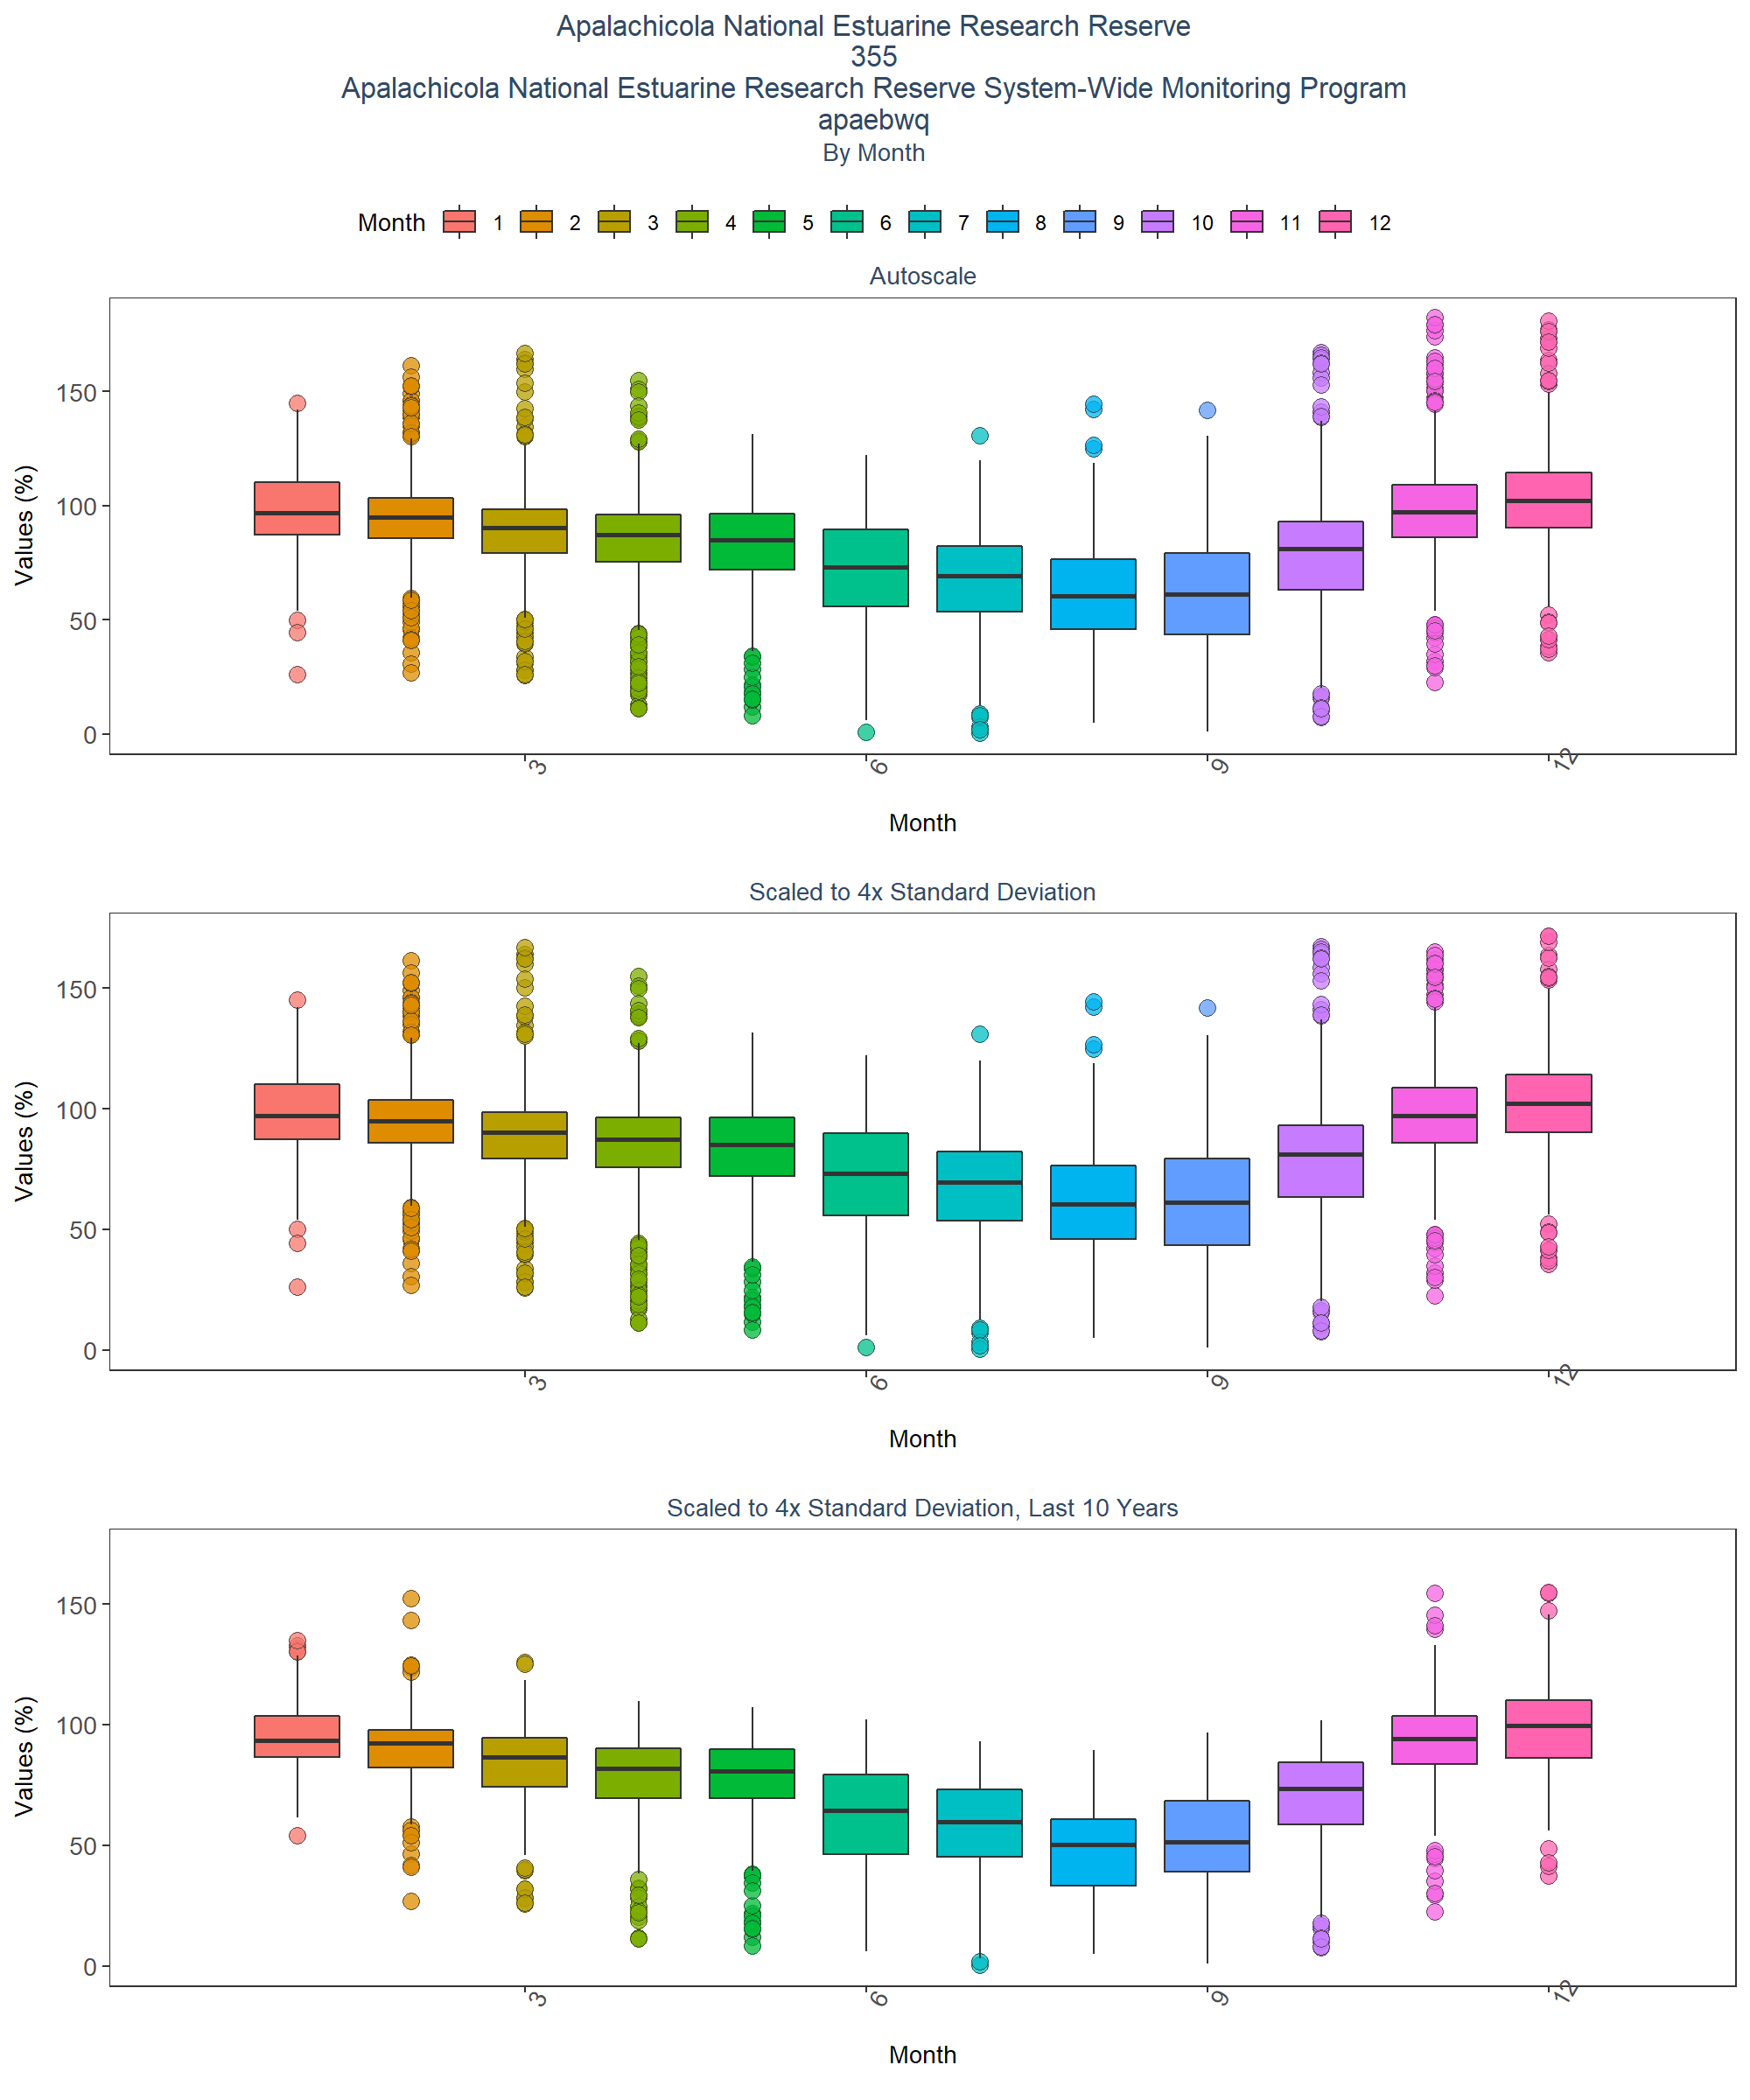 Apalachicola National Estuarine Research Reserve
355
Apalachicola National Estuarine Research Reserve System-Wide Monitoring Program
apaebwq
By Month
Month 1 2 3 4 5 6 7 8 9 10 11 12
Autoscale
Values (%)
150
100
50
0
3 6 9 12
Month
Scaled to 4x Standard Deviation
Values (%)
150
100
50
0
3 6 9 12
Month
Scaled to 4x Standard Deviation, Last 10 Years
Values (%)
150
100
50
0
3 6 9 12
Month